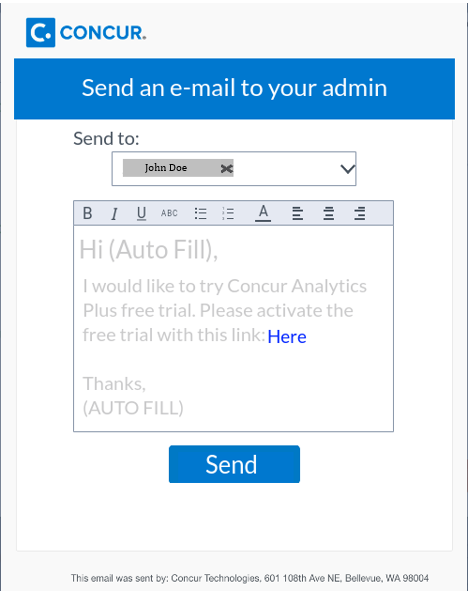 C. CONCUR.
Send an e-mail to your admin
Send to:
John Doe
B I U ABC A
Hi (Auto Fill),
I would like to try Concur Analytics
Plus free trial. Please activate the
free trial with this link: Here
Thanks,
(AUTO FILL)
Send
This email was sent by: Concur Technologies, 601 108th Ave NE, Bellevue, WA 98004